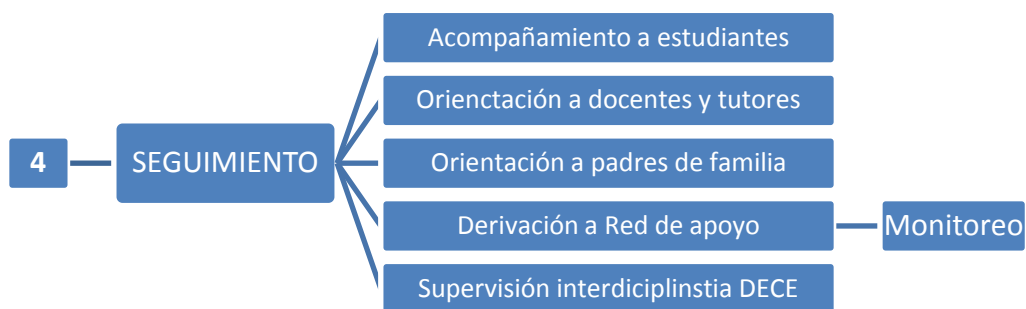 4
SEGUIMIENTO
Acompañamiento a estudiantes
Orienctación a docentes y tutores
Orientación a padres de familia
Derivación a Red de apoyo
Monitoreo
Supervisión interdiciplinstia DECE